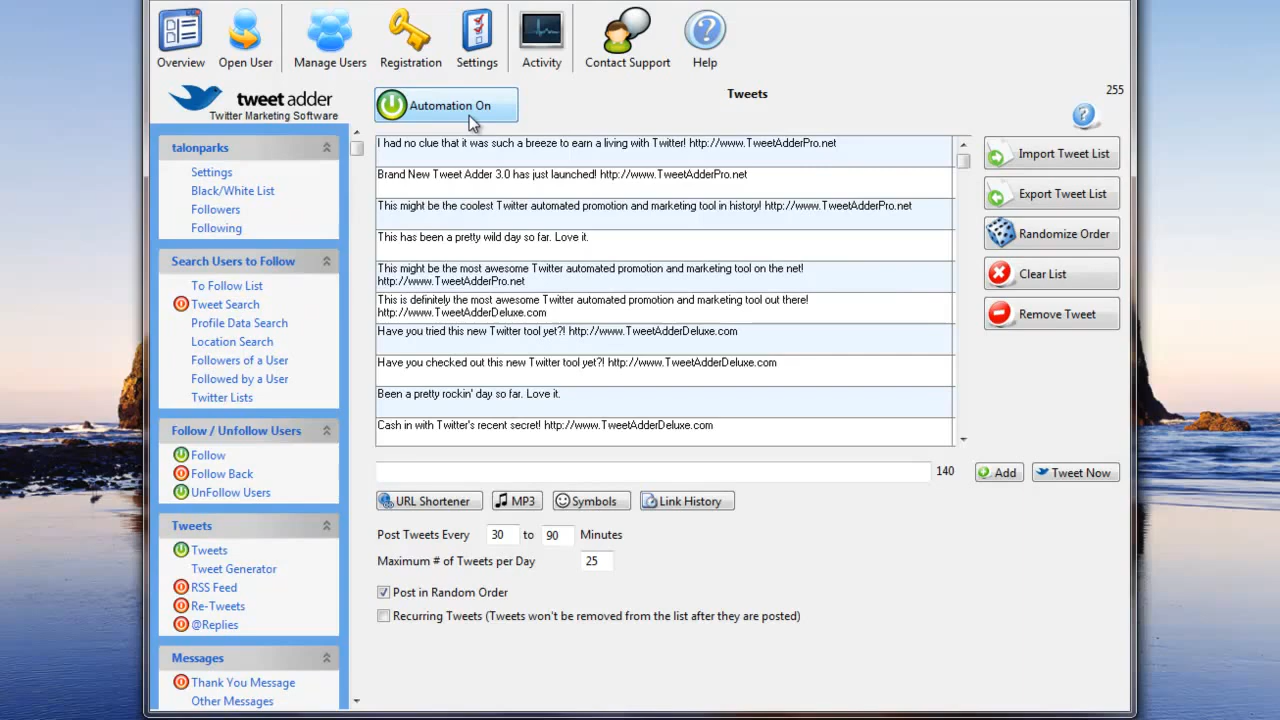 Overview
Open User
Manage Users
Registration
Settings
Activity
Contact Support
Help
tweet adder
Twitter Marketing Software
Automation On
Tweets
255
talonparks
Settings
Black/White List
Followers
Following
Search Users to Follow
To Follow List
Tweet Search
Profile Data Search
Location Search
Followers of a User
Followed by a User
Twitter Lists
Follow / Unfollow Users
Follow
Follow Back
UnFollow Users
Tweets
Tweets
Tweet Generator
RSS Feed
Re-Tweets
@Replies
Messages
Thank You Message
Other Messages
I had no clue that it was such a breeze to earn a living with Twitter! http://www.TweetAdderPro.net
Brand New Tweet Adder 3.0 has just launched! http://www.TweetAdderPro.net
This might be the coolest Twitter automated promotion and marketing tool in history! http://www.TweetAdderPro.net
This has been a pretty wild day so far. Love it.
This might be the most awesome Twitter automated promotion and marketing tool on the net!
http://www.TweetAdderPro.net
This is definitely the most awesome Twitter automated promotion and marketing tool out there!
http://www.TweetAdderDeluxe.com
Have you tried this new Twitter tool yet?! http://www.TweetAdderDeluxe.com
Have you checked out this new Twitter tool yet?! http://www.TweetAdderDeluxe.com
Been a pretty rockin' day so far. Love it.
Cash in with Twitter's recent secret! http://www.TweetAdderDeluxe.com
Import Tweet List
Export Tweet List
Randomize Order
Clear List
Remove Tweet
140
Add
Tweet Now
URL Shortener
MP3
Symbols
Link History
Post Tweets Every 30 to 90 Minutes
Maximum # of Tweets per Day 25
Post in Random Order
Recurring Tweets (Tweets won't be removed from the list after they are posted)